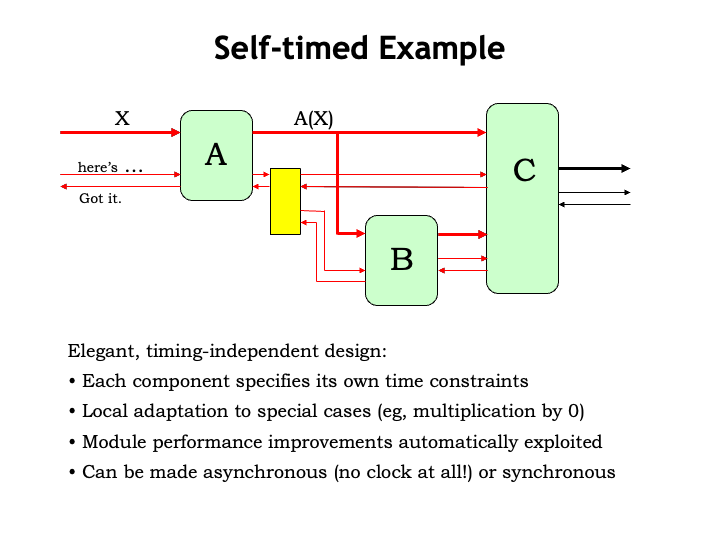 Self-timed Example
X
A(X)
A
C
here's ...
Got it.
B
Elegant, timing-independent design:
• Each component specifies its own time constraints
• Local adaptation to special cases (eg, multiplication by 0)
• Module performance improvements automatically exploited
• Can be made asynchronous (no clock at all!) or synchronous